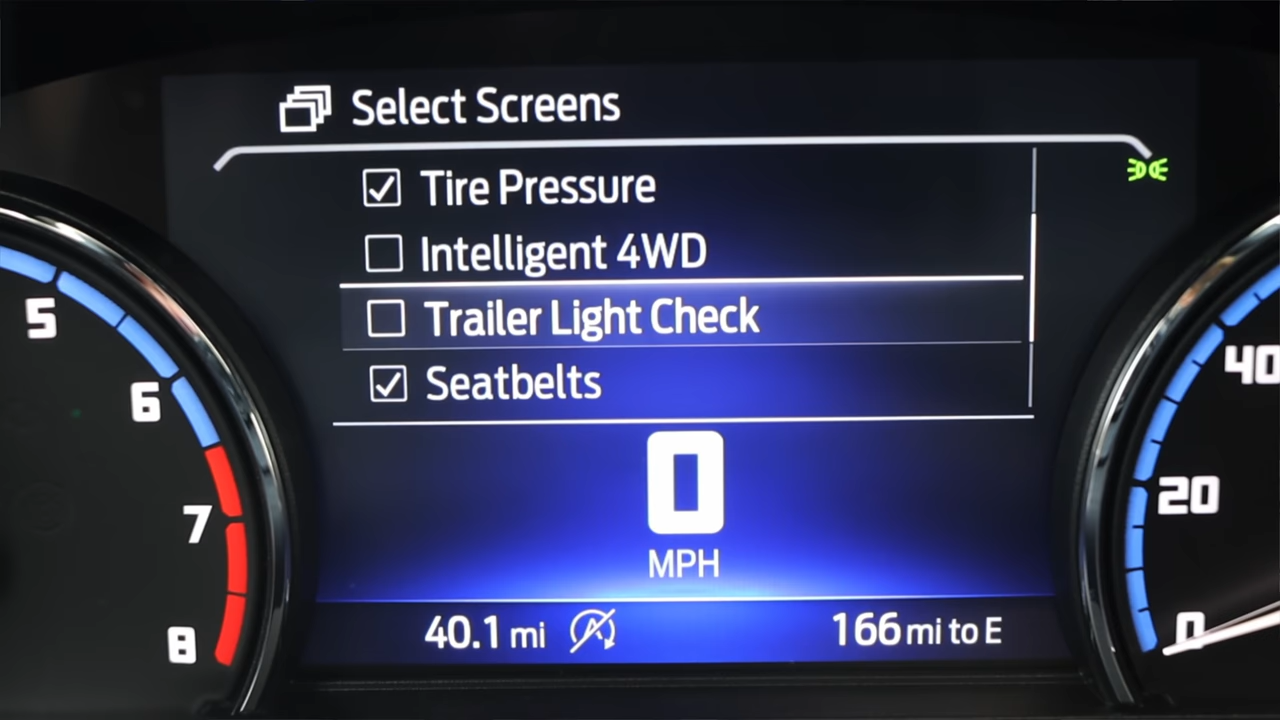 Select Screens
Tire Pressure
Intelligent 4WD
Trailer Light Check
Seatbelts
0
MPH
40.1 mi
166 mi to E
5
6
7
8
40
20
0